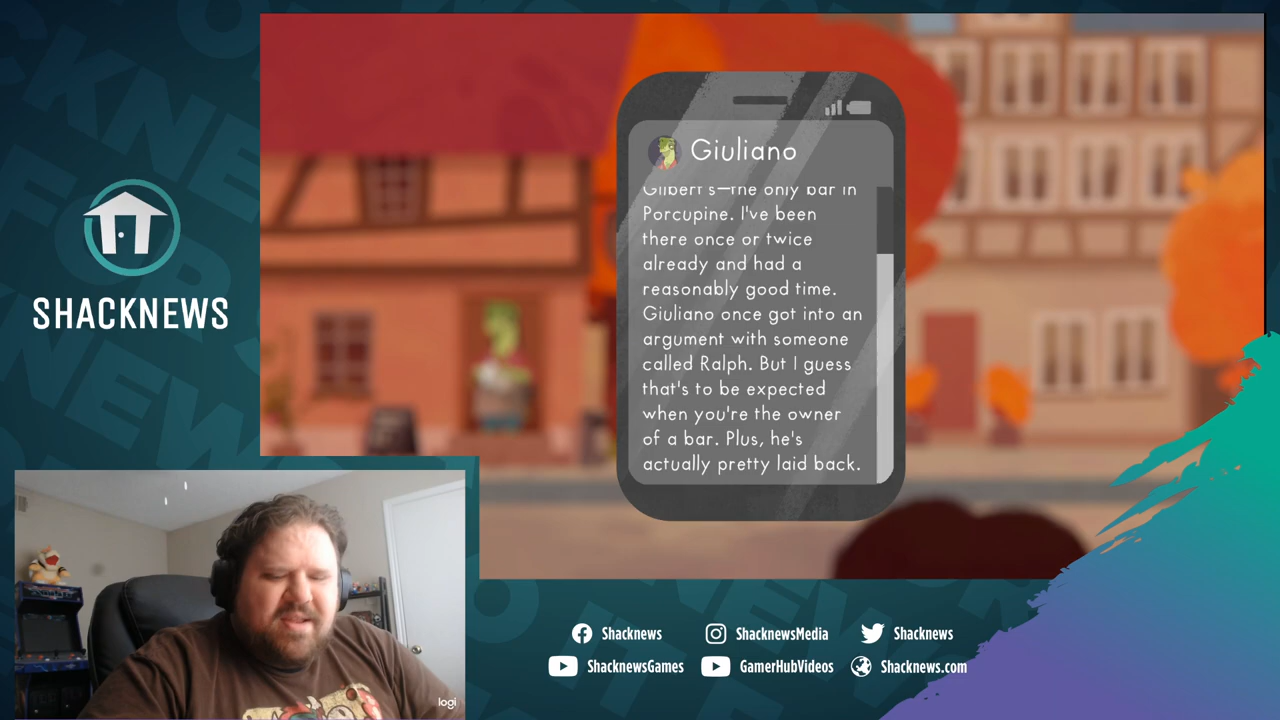 SHACKNEWS
Giuliano
Gilbert's—the only bar in
Porcupine. I've been
there once or twice
already and had a
reasonably good time.
Giuliano once got into an
argument with someone
called Ralph. But I guess
that's to be expected
when you're the owner
of a bar. Plus, he's
actually pretty laid back.
logi
Shacknews
ShacknewsMedia
Shacknews
ShacknewsGames
GamerHubVideos
Shacknews.com